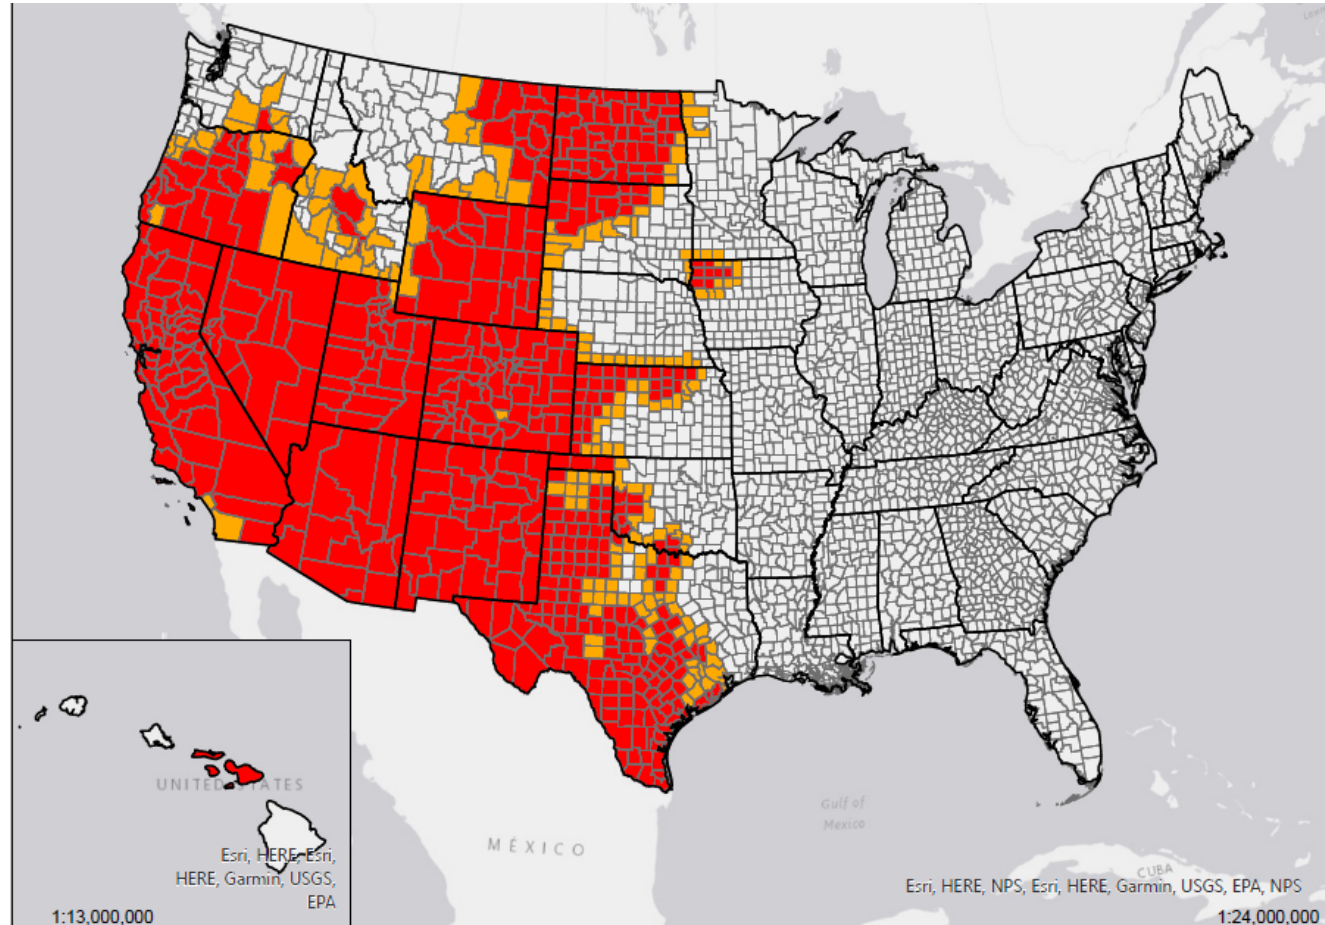 UNITED STATES
Esri, HERE, Esri,
HERE, Garmin, USGS,
EPA
1:13,000,000
MÉXICO
Gulf of
Mexico
CUBA
Esri, HERE, NPS, Esri, HERE, Garmin, USGS, EPA, NPS
1:24,000,000